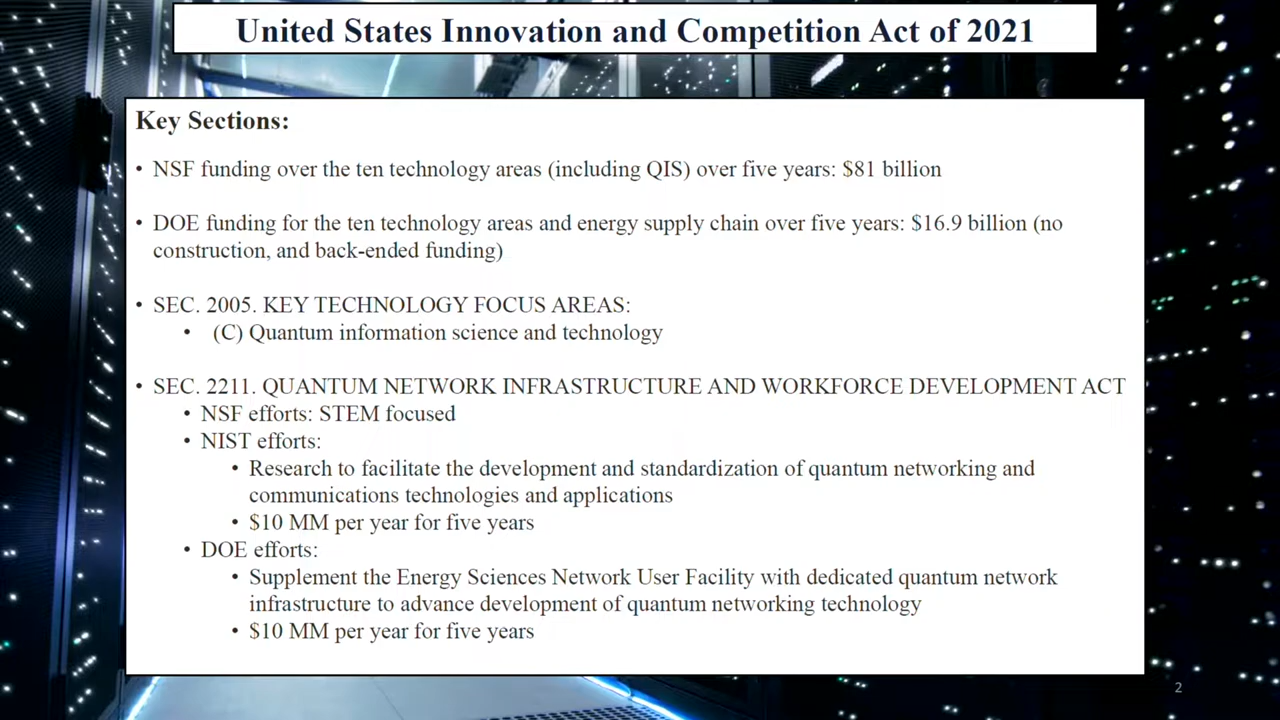 United States Innovation and Competition Act of 2021
Key Sections:
• NSF funding over the ten technology areas (including QIS) over five years: $81 billion
• DOE funding for the ten technology areas and energy supply chain over five years: $16.9 billion (no
construction, and back-ended funding)
• SEC. 2005. KEY TECHNOLOGY FOCUS AREAS:
• (C) Quantum information science and technology
• SEC. 2211. QUANTUM NETWORK INFRASTRUCTURE AND WORKFORCE DEVELOPMENT ACT
• NSF efforts: STEM focused
• NIST efforts:
• Research to facilitate the development and standardization of quantum networking and
communications technologies and applications
• $10 MM per year for five years
• DOE efforts:
• Supplement the Energy Sciences Network User Facility with dedicated quantum network
infrastructure to advance development of quantum networking technology
• $10 MM per year for five years
2